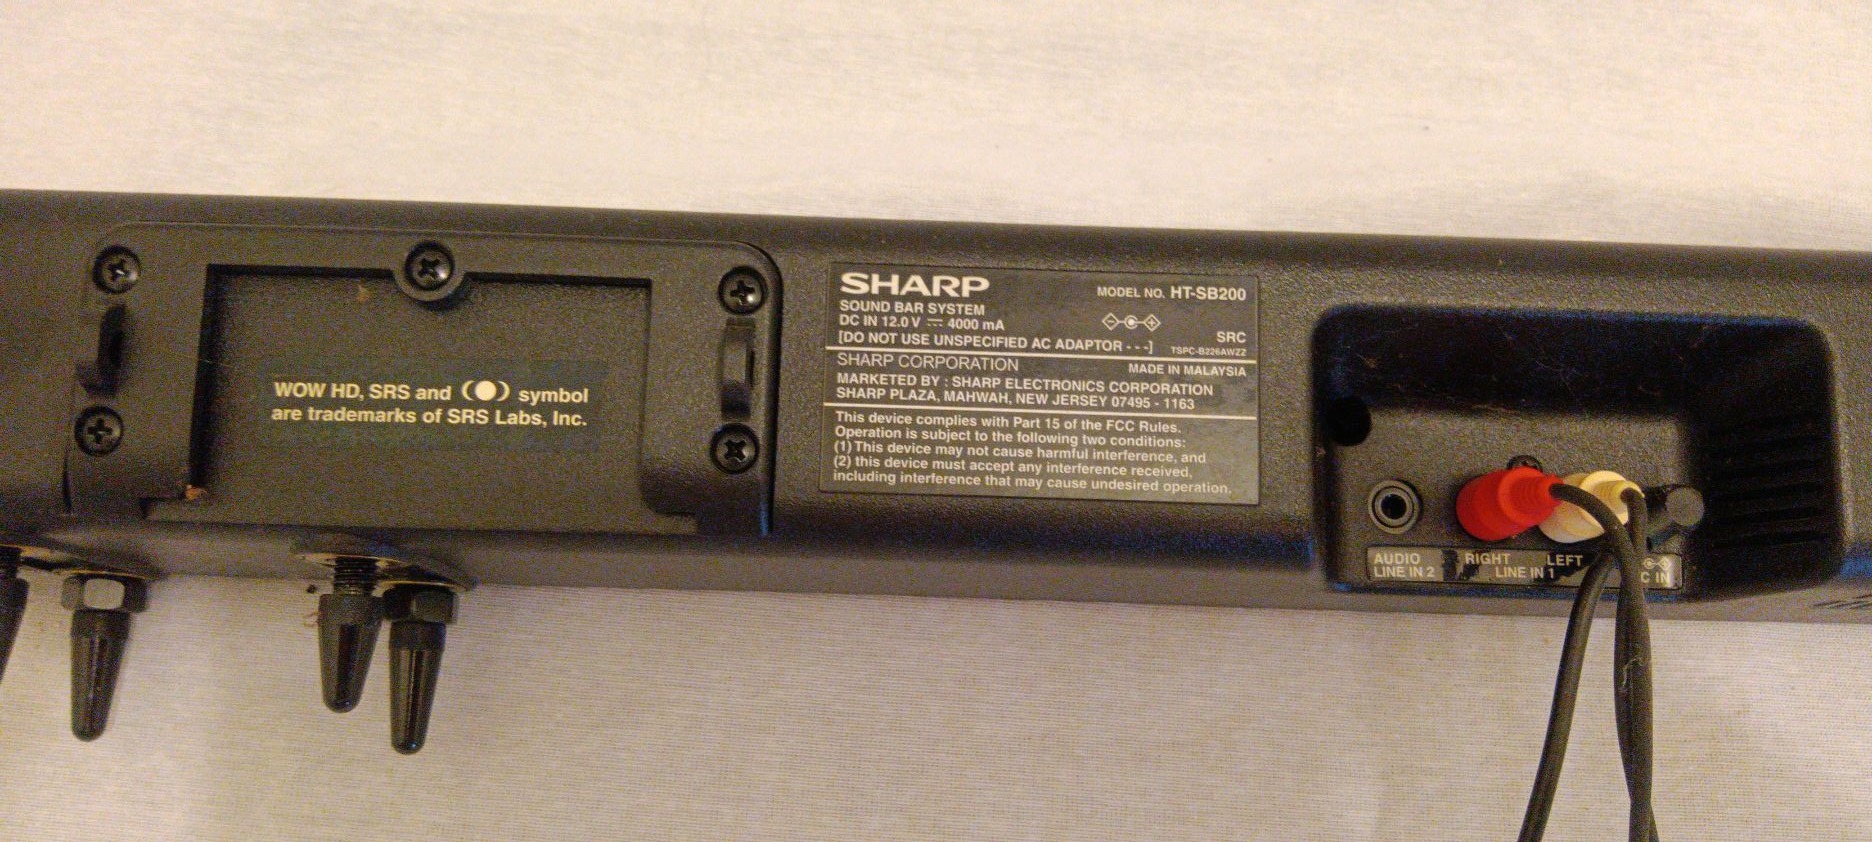 WOW HD, SRS and (●) symbol
are trademarks of SRS Labs, Inc.
SHARP
MODEL NO. HT-SB200
SOUND BAR SYSTEM
DC IN 12.0 V ⎓ 4000 mA
SRC
[DO NOT USE UNSPECIFIED AC ADAPTOR - - -]
TSPC-B226AWZZ
SHARP CORPORATION
MADE IN MALAYSIA
MARKETED BY : SHARP ELECTRONICS CORPORATION
SHARP PLAZA, MAHWAH, NEW JERSEY 07495 - 1163
This device complies with Part 15 of the FCC Rules.
Operation is subject to the following two conditions:
(1) This device may not cause harmful interference, and
(2) this device must accept any interference received,
including interference that may cause undesired operation.
AUDIO
LINE IN 2
RIGHT LEFT
LINE IN 1
C IN